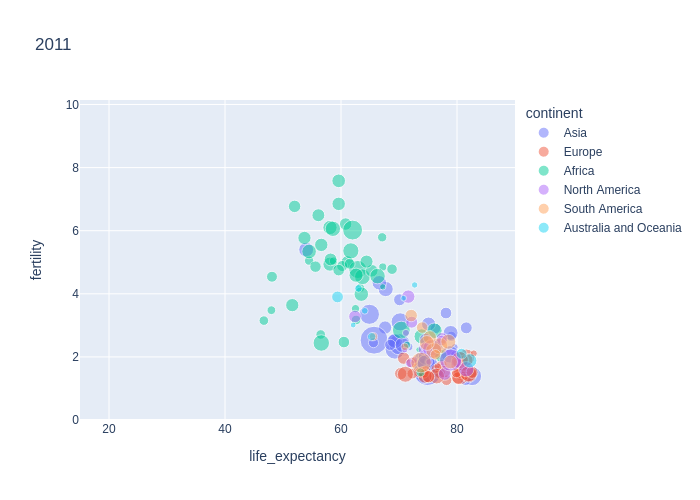 2011
fertility
10
8
6
4
2
0
20
40
60
80
life_expectancy
continent
Asia
Europe
Africa
North America
South America
Australia and Oceania